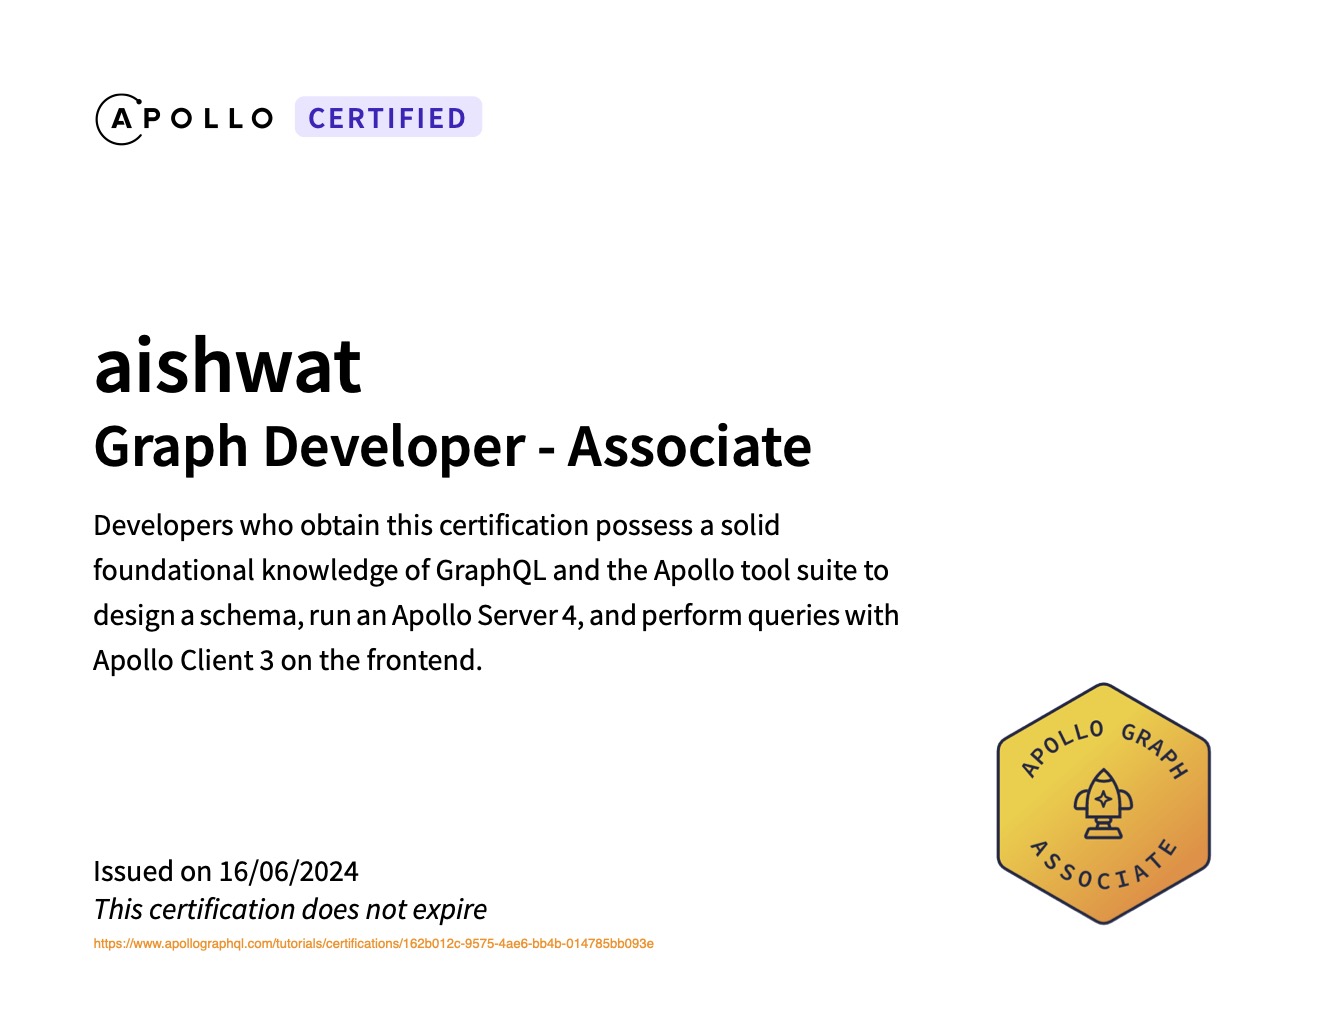 APOLLO CERTIFIED
aishwat
Graph Developer - Associate
Developers who obtain this certification possess a solid
foundational knowledge of GraphQL and the Apollo tool suite to
design a schema, run an Apollo Server 4, and perform queries with
Apollo Client 3 on the frontend.
APOLLO GRAPH
ASSOCIATE
Issued on 16/06/2024
This certification does not expire
https://www.apollographql.com/tutorials/certifications/162b012c-9575-4ae6-bb4b-014785bb093e